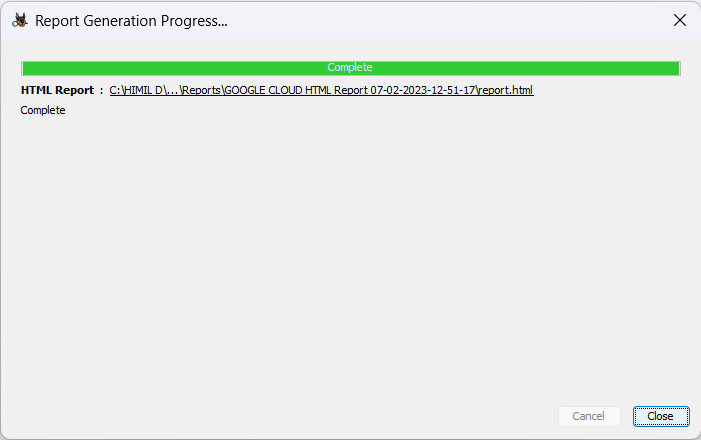 Report Generation Progress...
Complete
HTML Report : C:\HIMIL D\...\Reports\GOOGLE CLOUD HTML Report 07-02-2023-12-51-17\report.html
Complete
Cancel Close